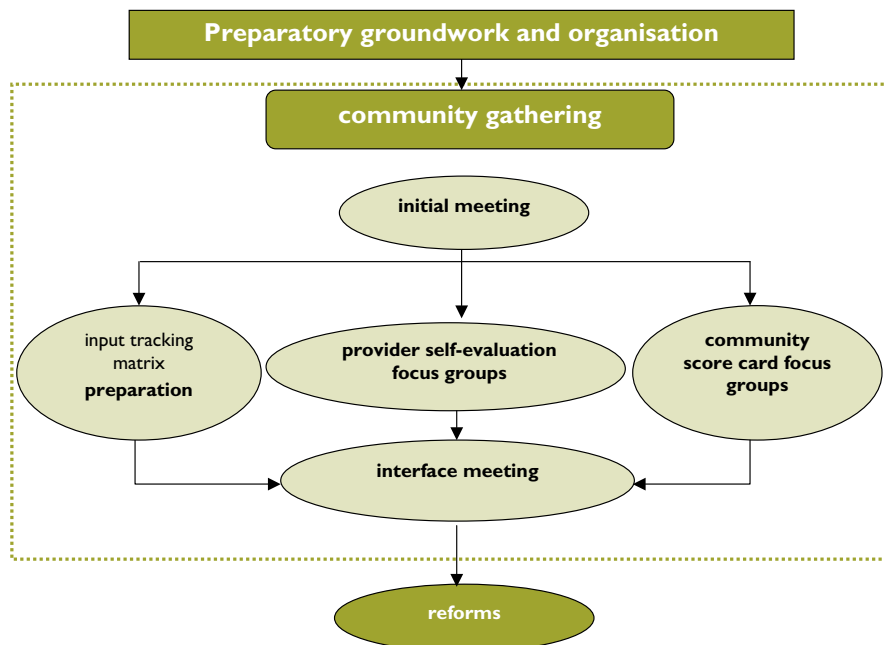 Preparatory groundwork and organisation
community gathering
initial meeting
input tracking
matrix
preparation
provider self-evaluation
focus groups
community
score card focus
groups
interface meeting
reforms